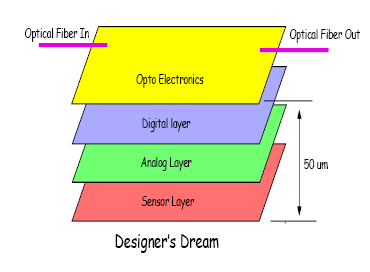 Optical Fiber In
Optical Fiber Out
Opto Electronics
Digital layer
Analog Layer
50 um
Sensor Layer
Designer's Dream